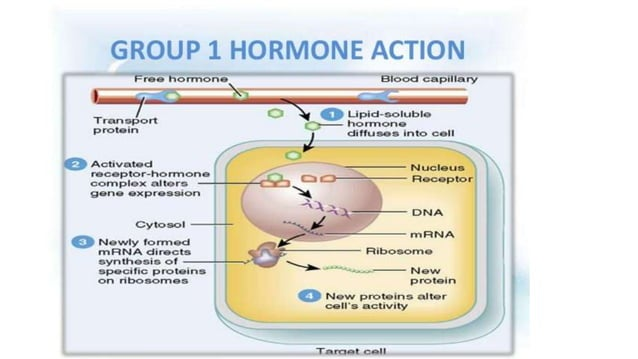 GROUP 1 HORMONE ACTION
Free hormone
Blood capillary
Transport
protein
1 Lipid-soluble
hormone
diffuses into cell
2 Activated
receptor-hormone
complex alters
gene expression
Nucleus
Receptor
DNA
Cytosol
mRNA
3 Newly formed
mRNA directs
synthesis of
specific proteins
on ribosomes
Ribosome
New
protein
4 New proteins alter
cell's activity
Target cell